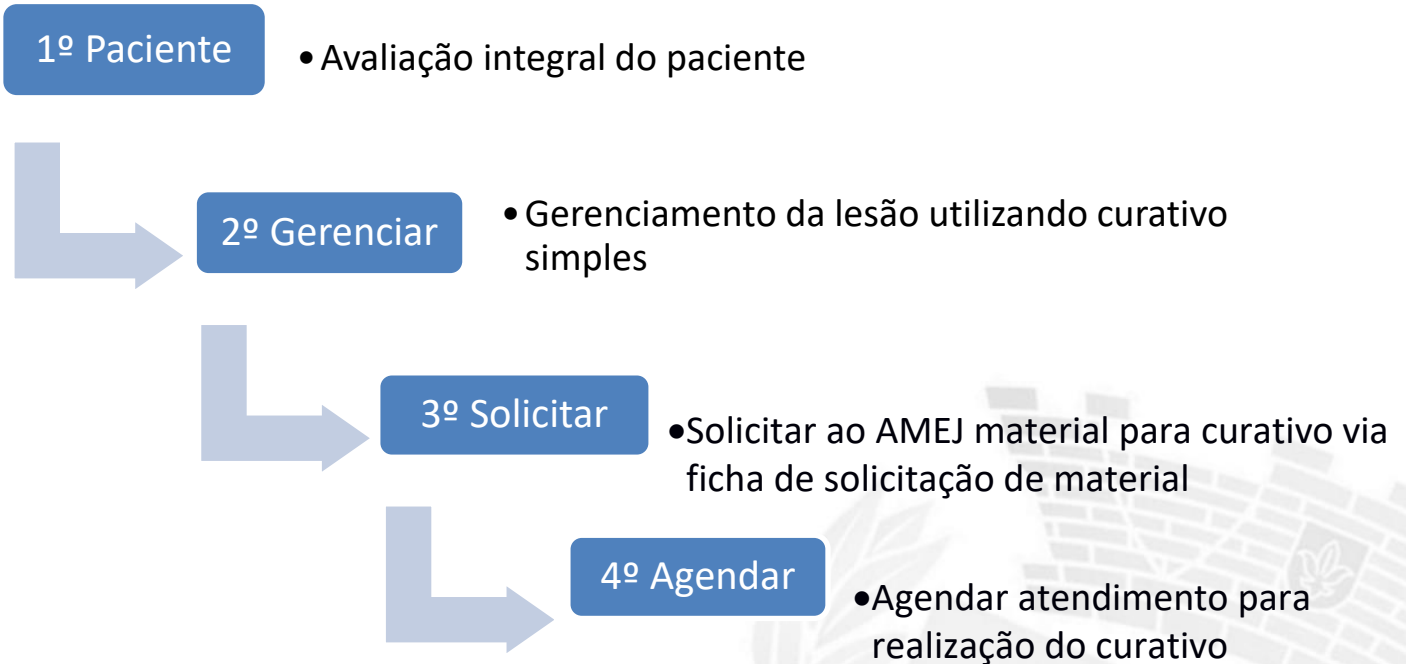 1º Paciente
•Avaliação integral do paciente
2º Gerenciar
•Gerenciamento da lesão utilizando curativo
simples
3º Solicitar
•Solicitar ao AMEJ material para curativo via
ficha de solicitação de material
4º Agendar
•Agendar atendimento para
realização do curativo